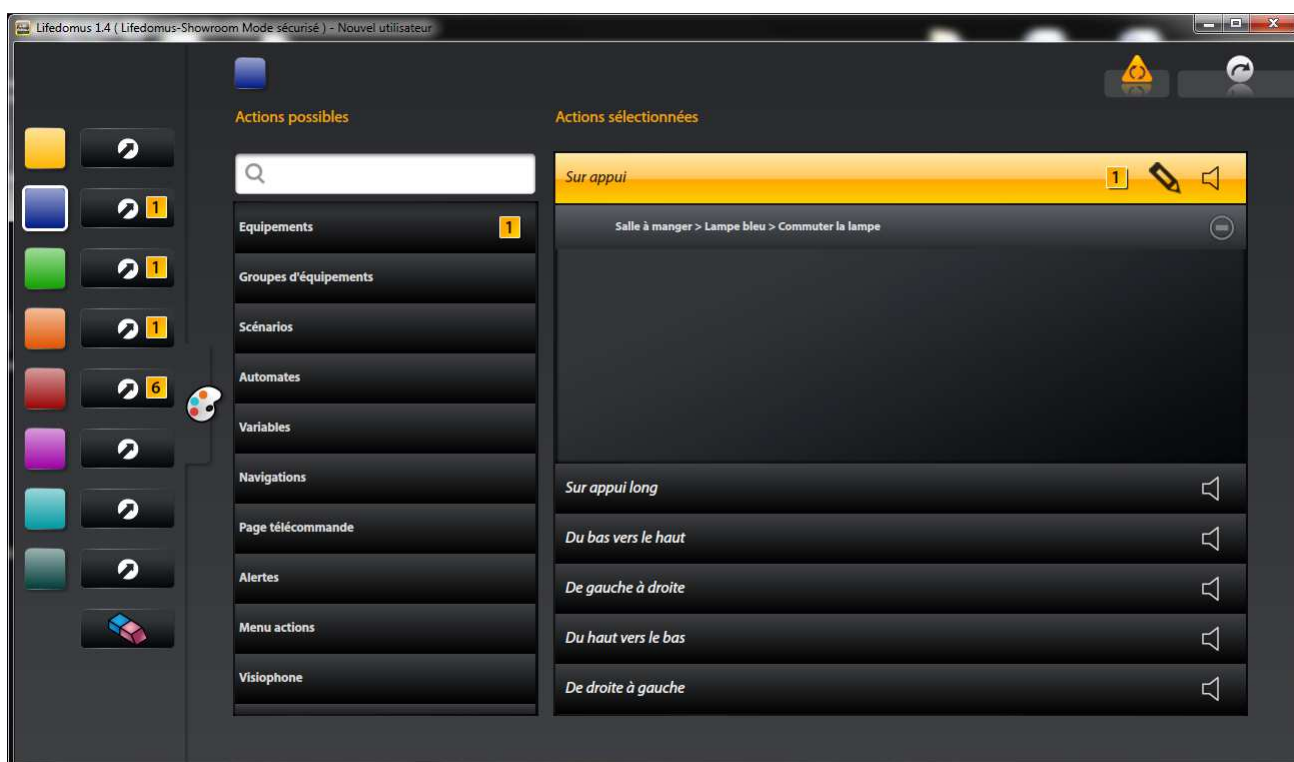 Lifedomus 1.4 ( Lifedomus-Showroom Mode sécurisé ) - Nouvel utilisateur
Actions possibles
Actions sélectionnées
1
1
1
6
Equipements 1
Groupes d'équipements
Scénarios
Automates
Variables
Navigations
Page télécommande
Alertes
Menu actions
Visiophone
Sur appui 1
Salle à manger > Lampe bleu > Commuter la lampe
Sur appui long
Du bas vers le haut
De gauche à droite
Du haut vers le bas
De droite à gauche